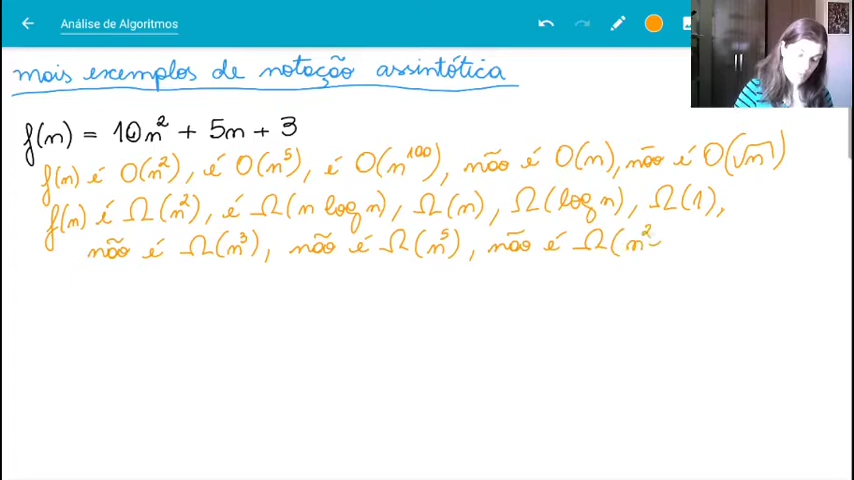 Análise de Algoritmos
mais exemplos de notação assintótica
f(n) = 10n² + 5n + 3
f(n) é O(n²), é O(n⁵), é O(n¹⁰⁰), não é O(n), não é O(√n)
f(n) é Ω(n²), é Ω(n log n), Ω(n), Ω(log n), Ω(1),
não é Ω(n³), não é Ω(n⁵), não é Ω(n²